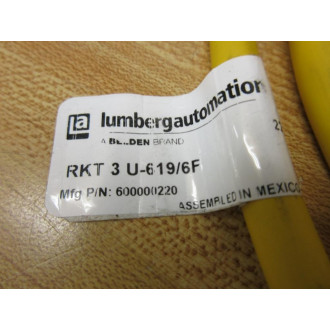 la lumbergautomation
A BELDEN BRAND
RKT 3 U-619/6F
Mfg P/N: 600000220
ASSEMBLED IN MEXICO